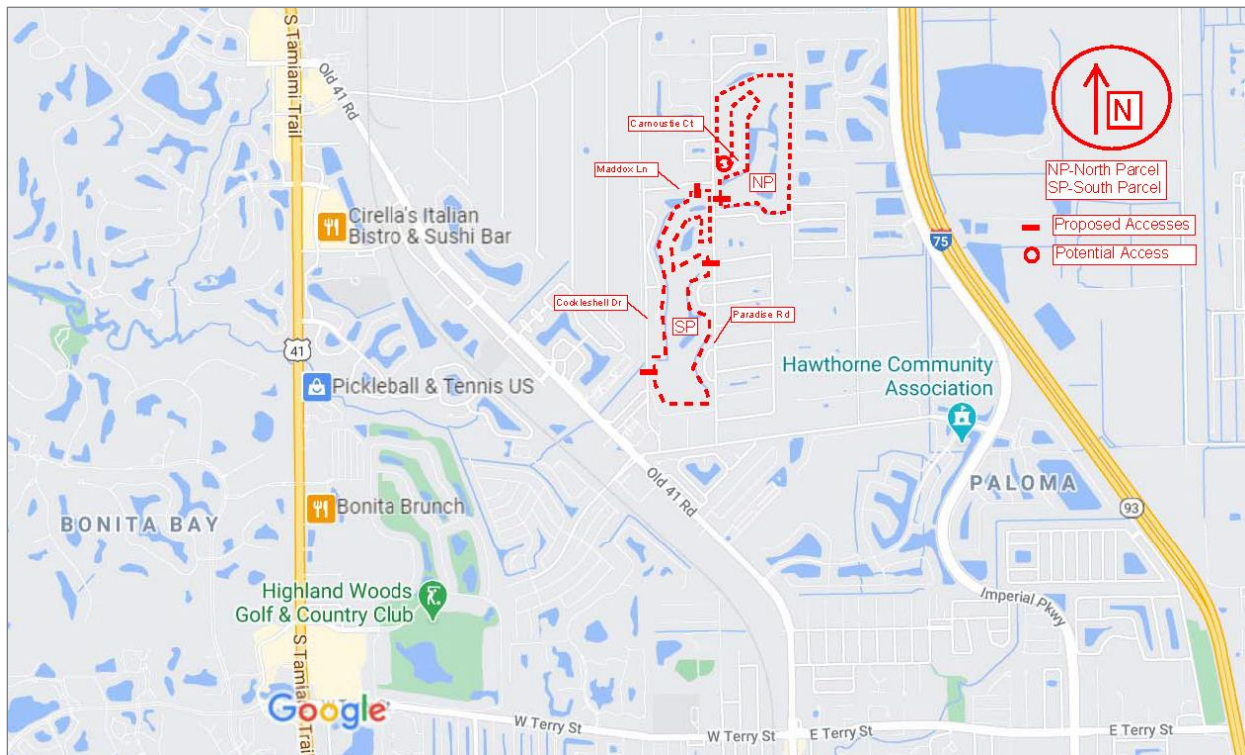 S Tamiami Trail
Old 41 Rd
N
NP-North Parcel
SP-South Parcel
Proposed Accesses
Potential Access
Carnoustie Ct
Maddox Ln
NP
Cirella's Italian
Bistro & Sushi Bar
75
Cockleshell Dr
SP
Paradise Rd
41
Pickleball & Tennis US
Hawthorne Community
Association
Old 41 Rd
PALOMA
93
Bonita Brunch
BONITA BAY
Highland Woods
Golf & Country Club
Imperial Pkwy
S Tamiami Trail
Google
W Terry St
W Terry St
E Terry St
E Terry St